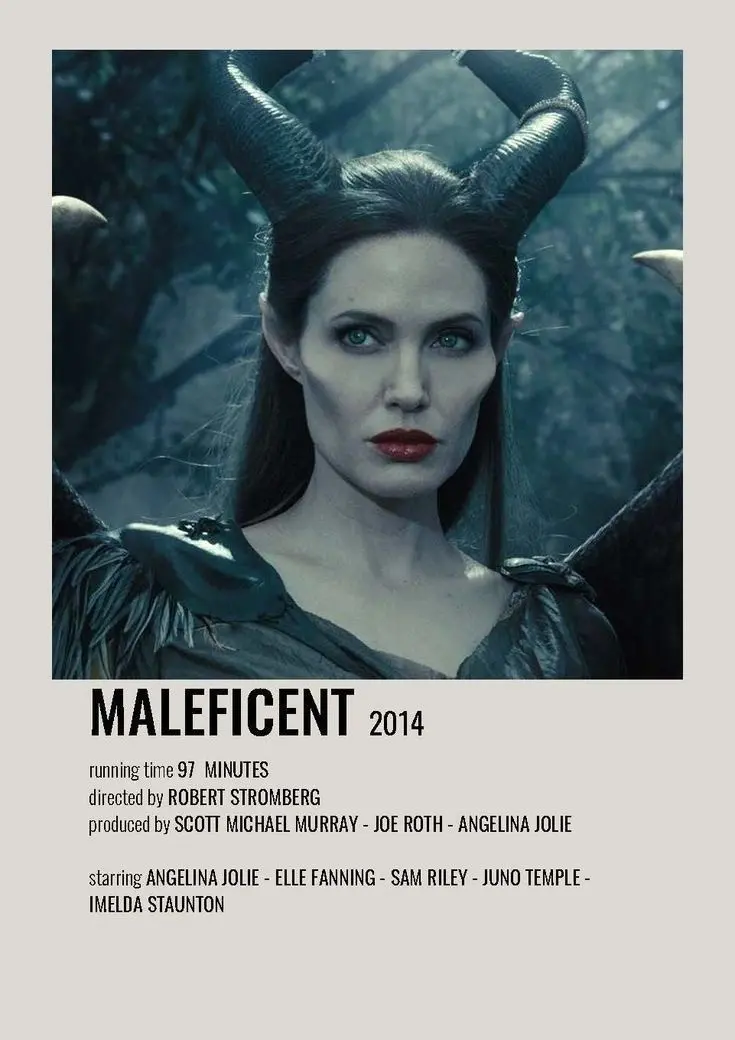 MALEFICENT 2014
running time 97 MINUTES
directed by ROBERT STROMBERG
produced by SCOTT MICHAEL MURRAY - JOE ROTH - ANGELINA JOLIE
starring ANGELINA JOLIE - ELLE FANNING - SAM RILEY - JUNO TEMPLE -
IMELDA STAUNTON